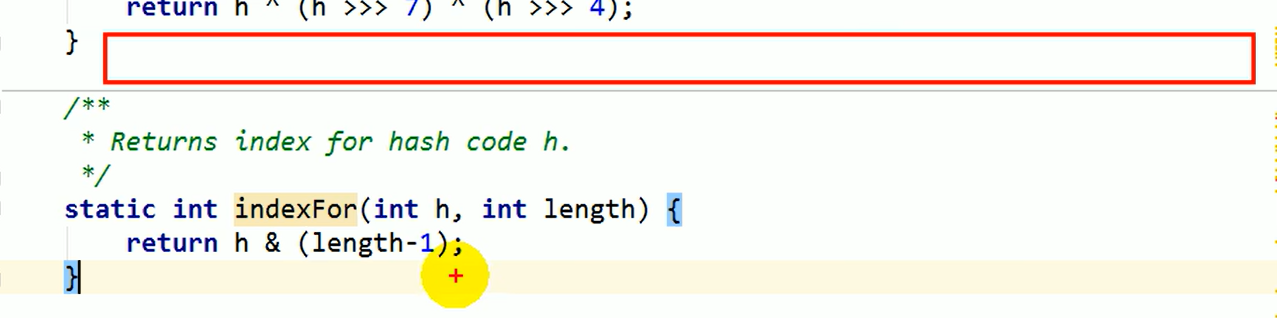 return h ^ (h >>> 7) ^ (h >>> 4);
}
/**
* Returns index for hash code h.
*/
static int indexFor(int h, int length) {
return h & (length-1);
}